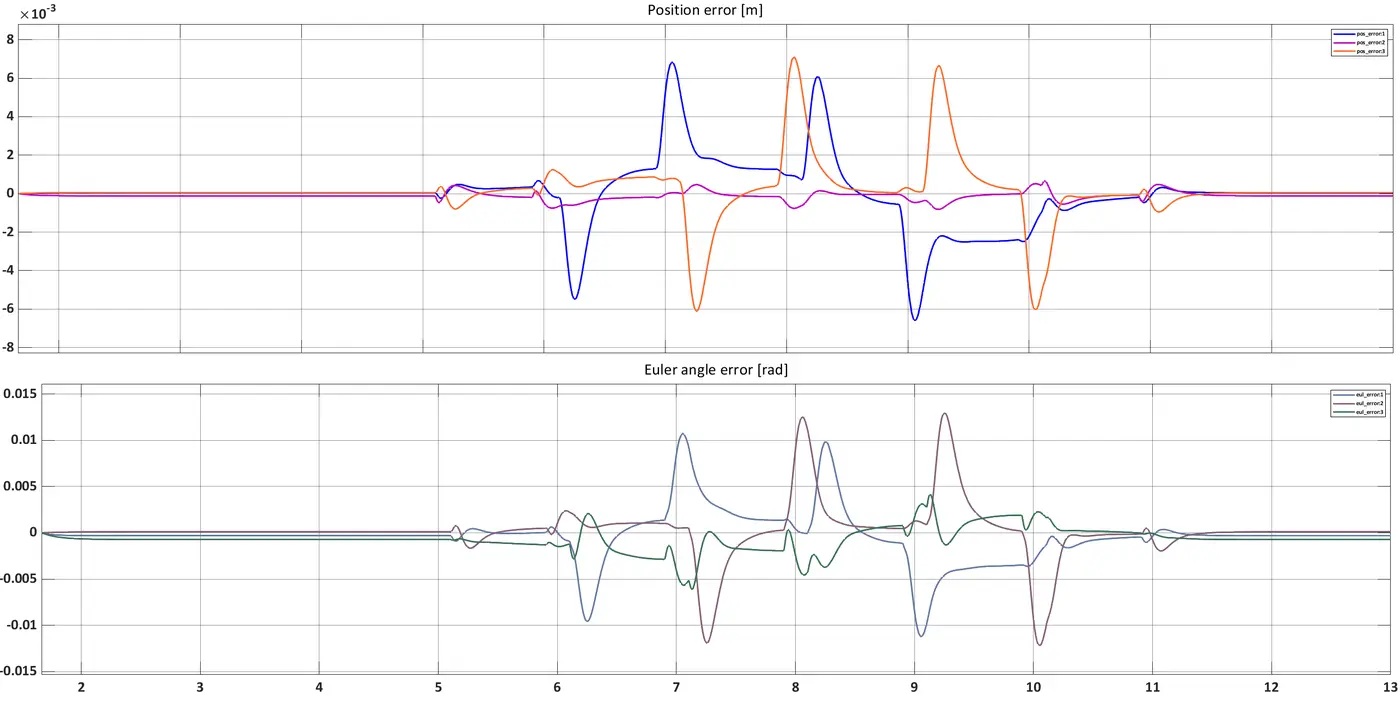 Position error [m]
×10-3
8
6
4
2
0
-2
-4
-6
-8
pos_error:1
pos_error:2
pos_error:3
Euler angle error [rad]
0.015
0.01
0.005
0
-0.005
-0.01
-0.015
eul_error:1
eul_error:2
eul_error:3
2 3 4 5 6 7 8 9 10 11 12 13